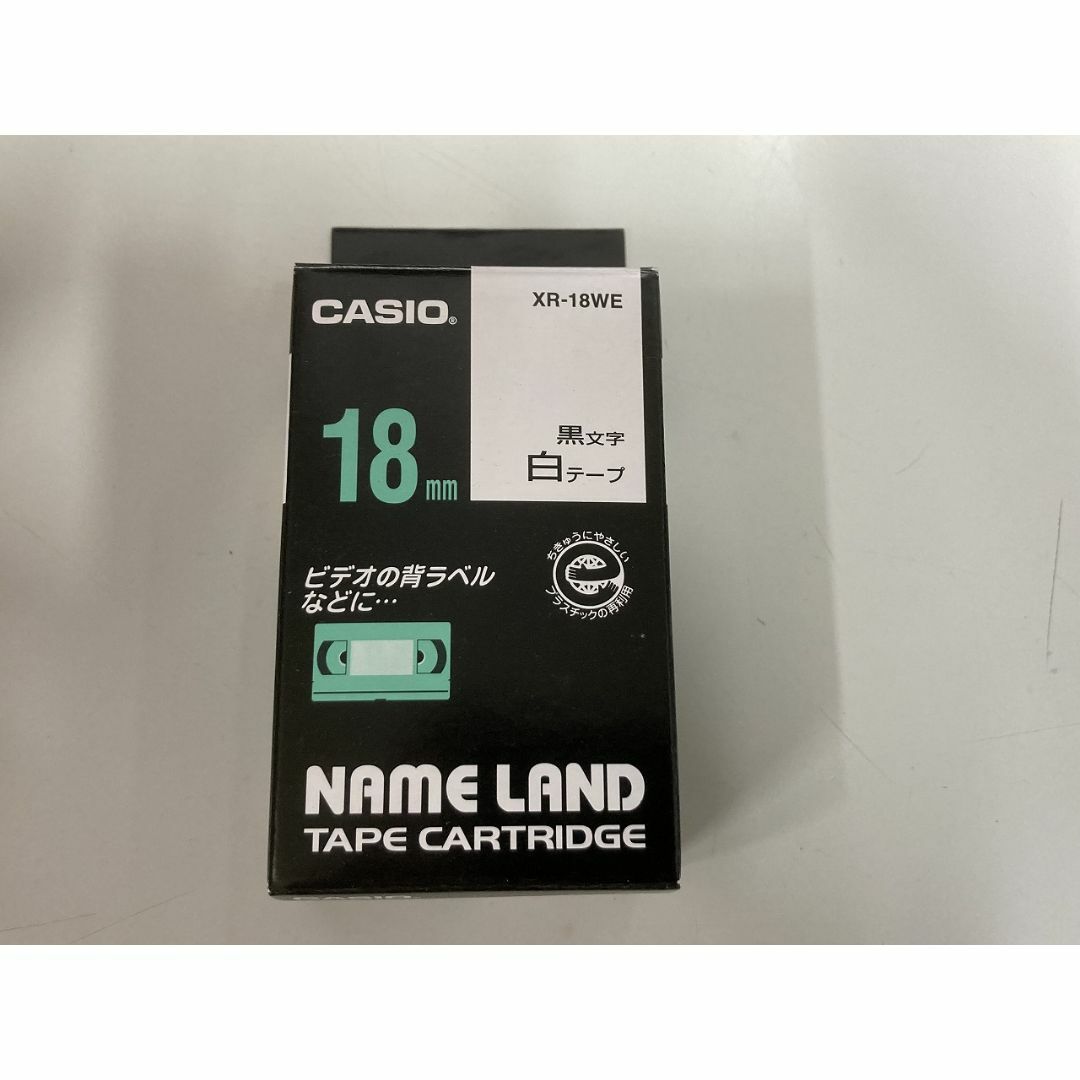 CASIO®
XR-18WE
18mm
黒文字
白テープ
ちきゅうにやさしい
プラスチックの再利用
ビデオの背ラベル
などに…
NAME LAND
TAPE CARTRIDGE
CASIO